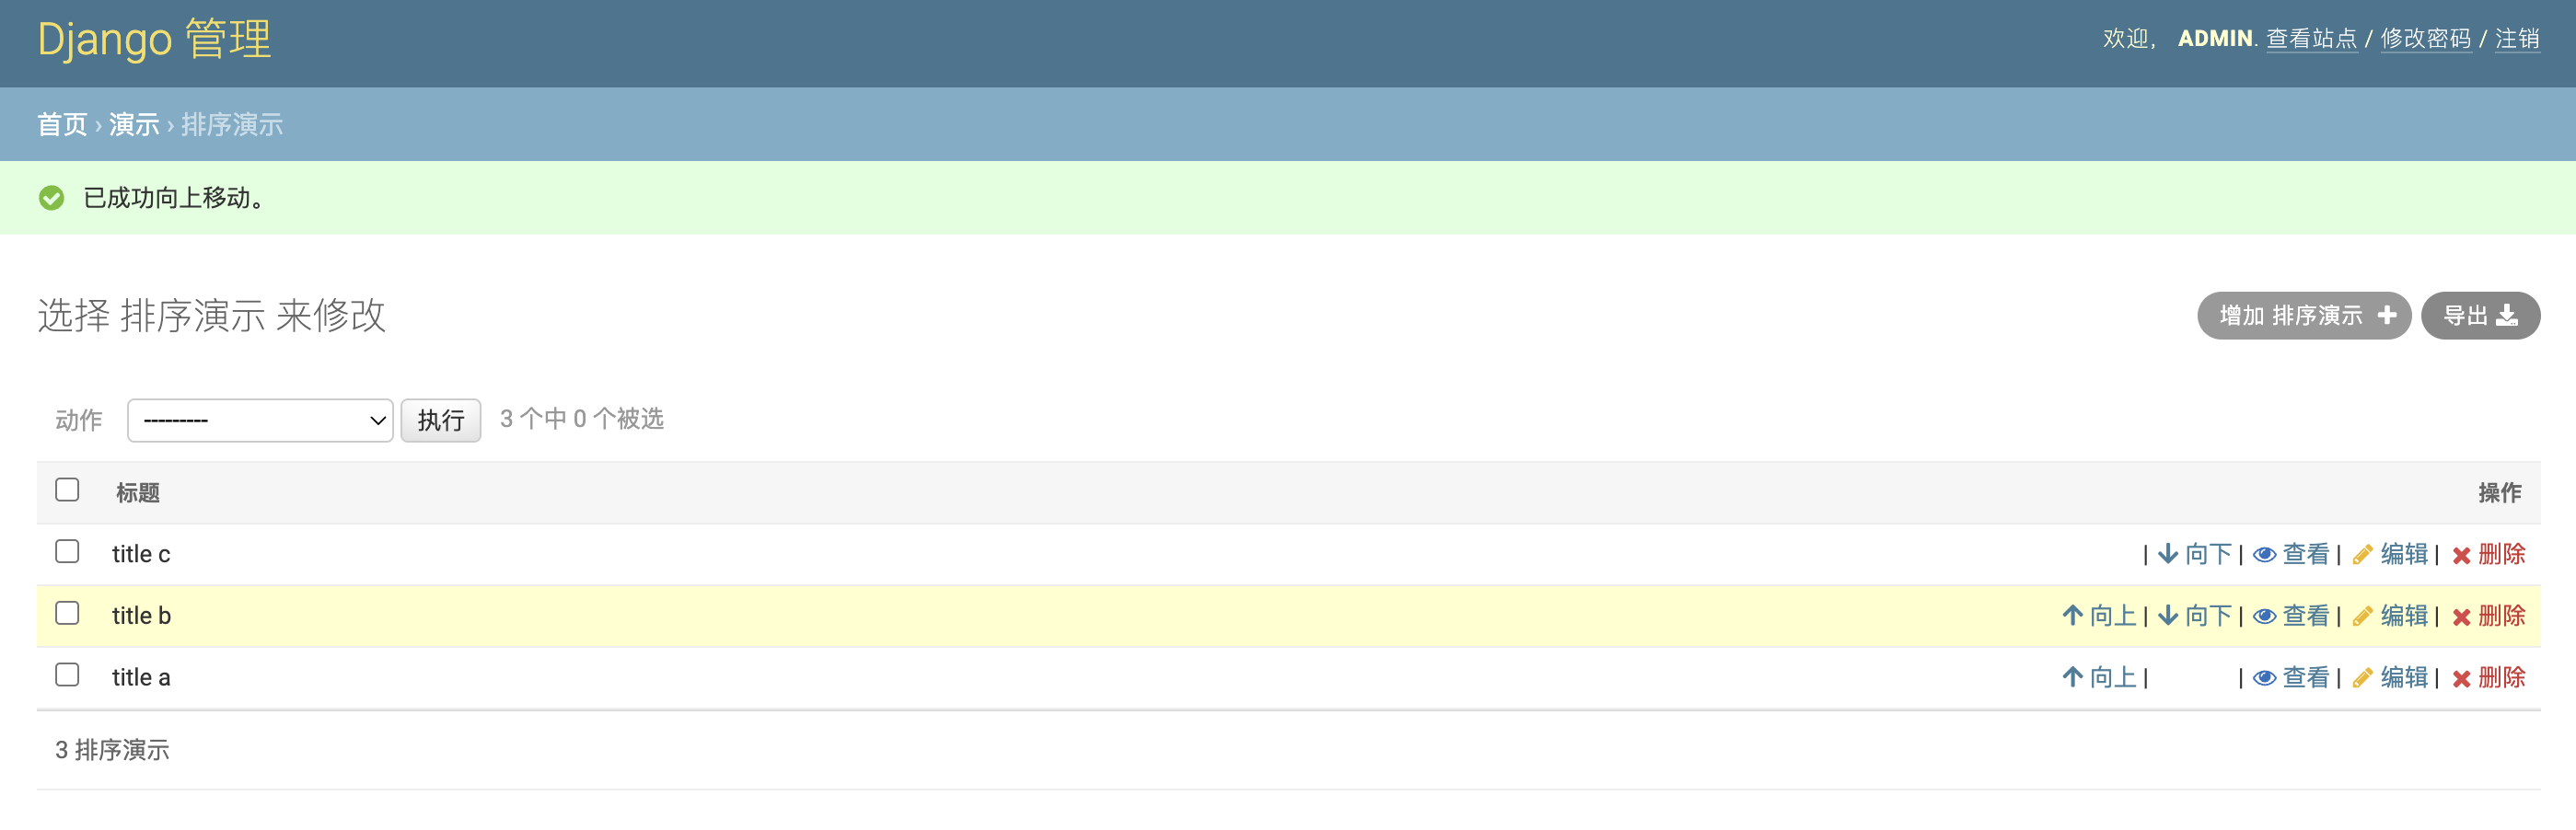 Django 管理
欢迎， ADMIN. 查看站点 / 修改密码 / 注销
首页 › 演示 › 排序演示
已成功向上移动。
选择 排序演示 来修改
增加 排序演示 导出
动作 --------- 执行 3 个中 0 个被选
标题 操作
title c | 向下 | 查看 | 编辑 | 删除
title b 向上 | 向下 | 查看 | 编辑 | 删除
title a 向上 | | 查看 | 编辑 | 删除
3 排序演示